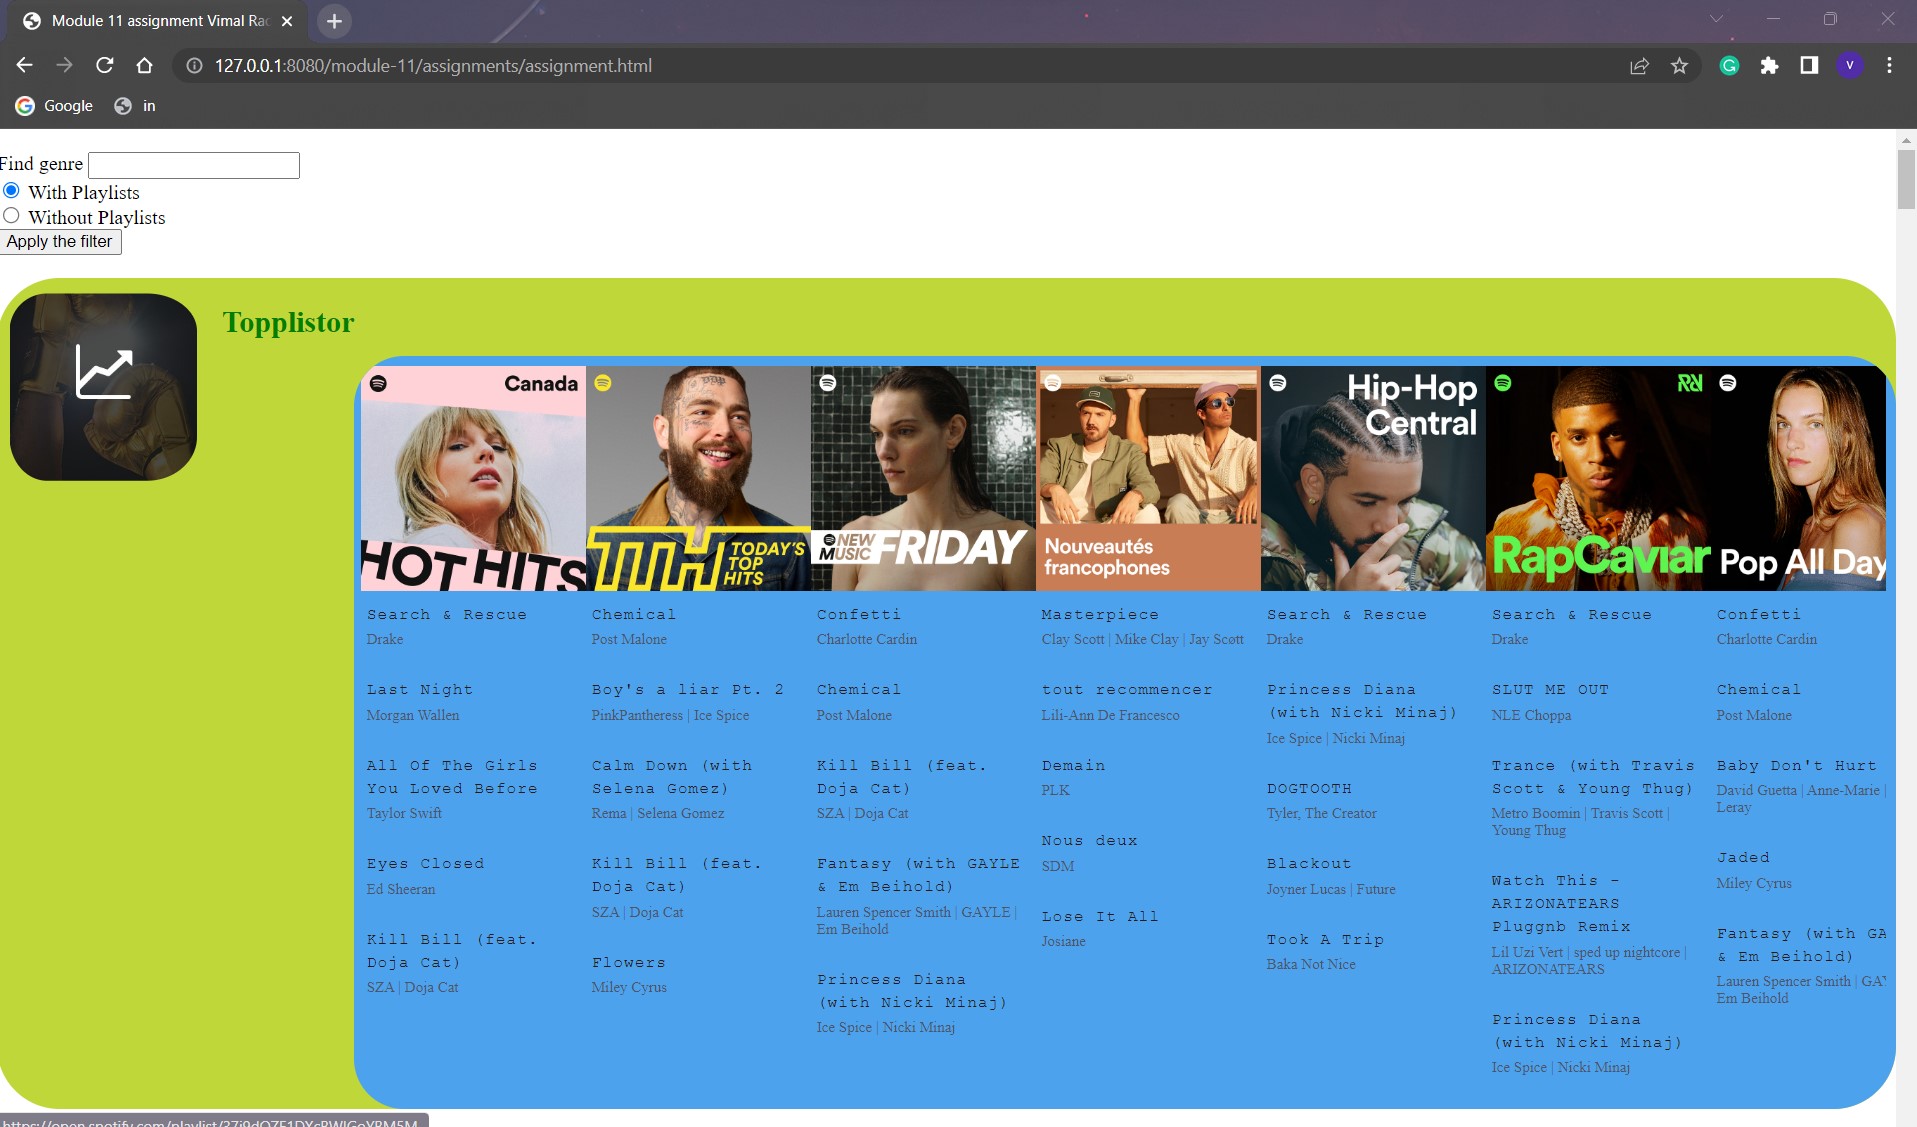 Module 11 assignment Vimal Rad
127.0.0.1:8080/module-11/assignments/assignment.html
V
Google
in
Find genre
With Playlists
Without Playlists
Apply the filter
Topplistor
Canada
HOT HITS
TTH TODAY'S
TOP
HITS
NEW
MUSIC FRIDAY
Nouveautés
francophones
Hip-Hop
Central
RapCaviar
Pop All Day
Search & Rescue
Drake
Last Night
Morgan Wallen
All Of The Girls
You Loved Before
Taylor Swift
Eyes Closed
Ed Sheeran
Kill Bill (feat.
Doja Cat)
SZA | Doja Cat
Chemical
Post Malone
Boy's a liar Pt. 2
PinkPantheress | Ice Spice
Calm Down (with
Selena Gomez)
Rema | Selena Gomez
Kill Bill (feat.
Doja Cat)
SZA | Doja Cat
Flowers
Miley Cyrus
Confetti
Charlotte Cardin
Chemical
Post Malone
Kill Bill (feat.
Doja Cat)
SZA | Doja Cat
Fantasy (with GAYLE
& Em Beihold)
Lauren Spencer Smith | GAYLE |
Em Beihold
Princess Diana
(with Nicki Minaj)
Ice Spice | Nicki Minaj
Masterpiece
Clay Scott | Mike Clay | Jay Scøtt
tout recommencer
Lili-Ann De Francesco
Demain
PLK
Nous deux
SDM
Lose It All
Josiane
Search & Rescue
Drake
Princess Diana
(with Nicki Minaj)
Ice Spice | Nicki Minaj
DOGTOOTH
Tyler, The Creator
Blackout
Joyner Lucas | Future
Took A Trip
Baka Not Nice
Search & Rescue
Drake
SLUT ME OUT
NLE Choppa
Trance (with Travis
Scott & Young Thug)
Metro Boomin | Travis Scott |
Young Thug
Watch This -
ARIZONATEARS
Pluggnb Remix
Lil Uzi Vert | sped up nightcore |
ARIZONATEARS
Princess Diana
(with Nicki Minaj)
Ice Spice | Nicki Minaj
Confetti
Charlotte Cardin
Chemical
Post Malone
Baby Don't Hurt
David Guetta | Anne-Marie |
Leray
Jaded
Miley Cyrus
Fantasy (with GA
& Em Beihold)
Lauren Spencer Smith | GAY
Em Beihold